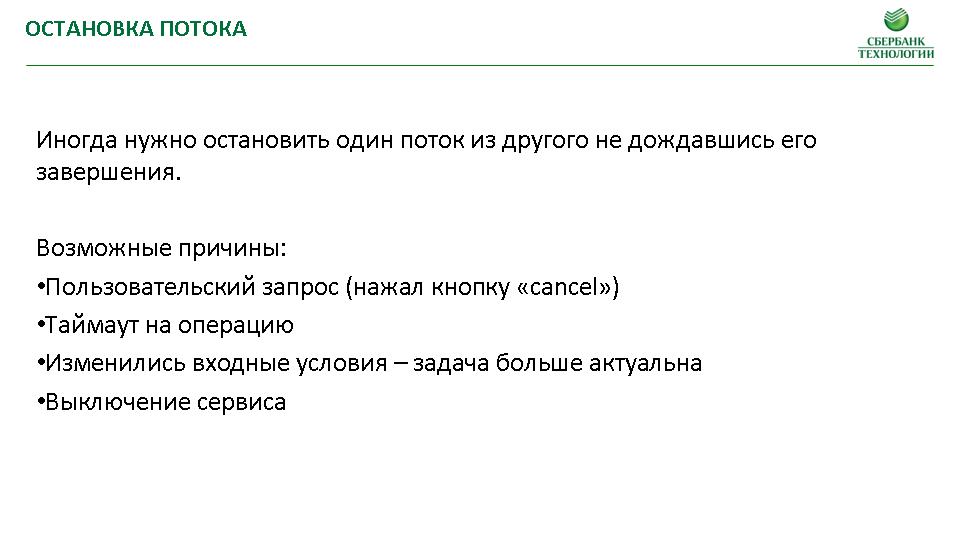 ОСТАНОВКА ПОТОКА
СБЕРБАНК
ТЕХНОЛОГИИ
Иногда нужно остановить один поток из другого не дождавшись его
завершения.
Возможные причины:
•Пользовательский запрос (нажал кнопку «cancel»)
•Таймаут на операцию
•Изменились входные условия – задача больше актуальна
•Выключение сервиса